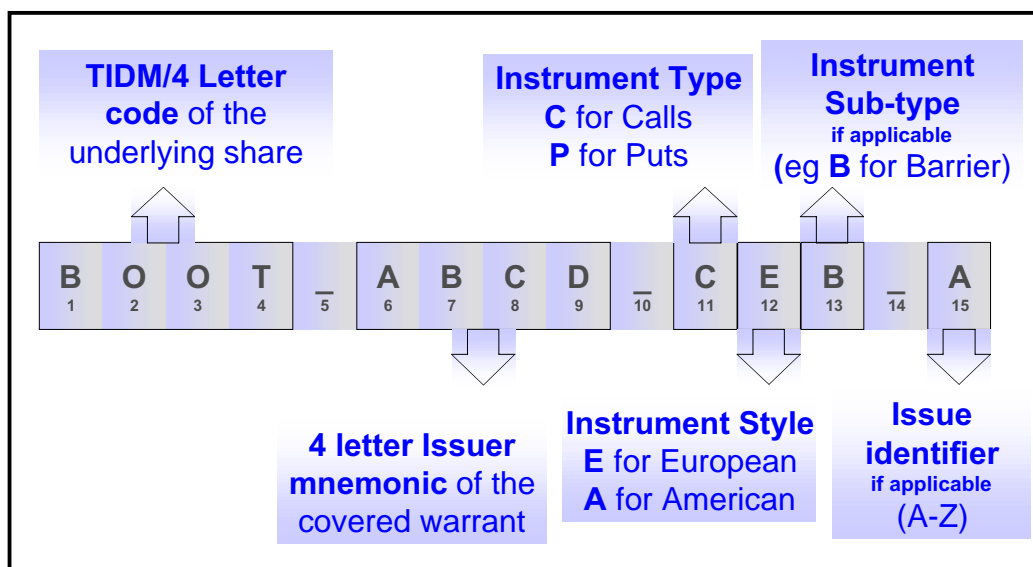 TIDM/4 Letter
code of the
underlying share
Instrument Type
C for Calls
P for Puts
Instrument
Sub-type
if applicable
(eg B for Barrier)
B O O T _ A B C D _ C E B _ A
1 2 3 4 5 6 7 8 9 10 11 12 13 14 15
4 letter Issuer
mnemonic of the
covered warrant
Instrument Style
E for European
A for American
Issue
identifier
if applicable
(A-Z)